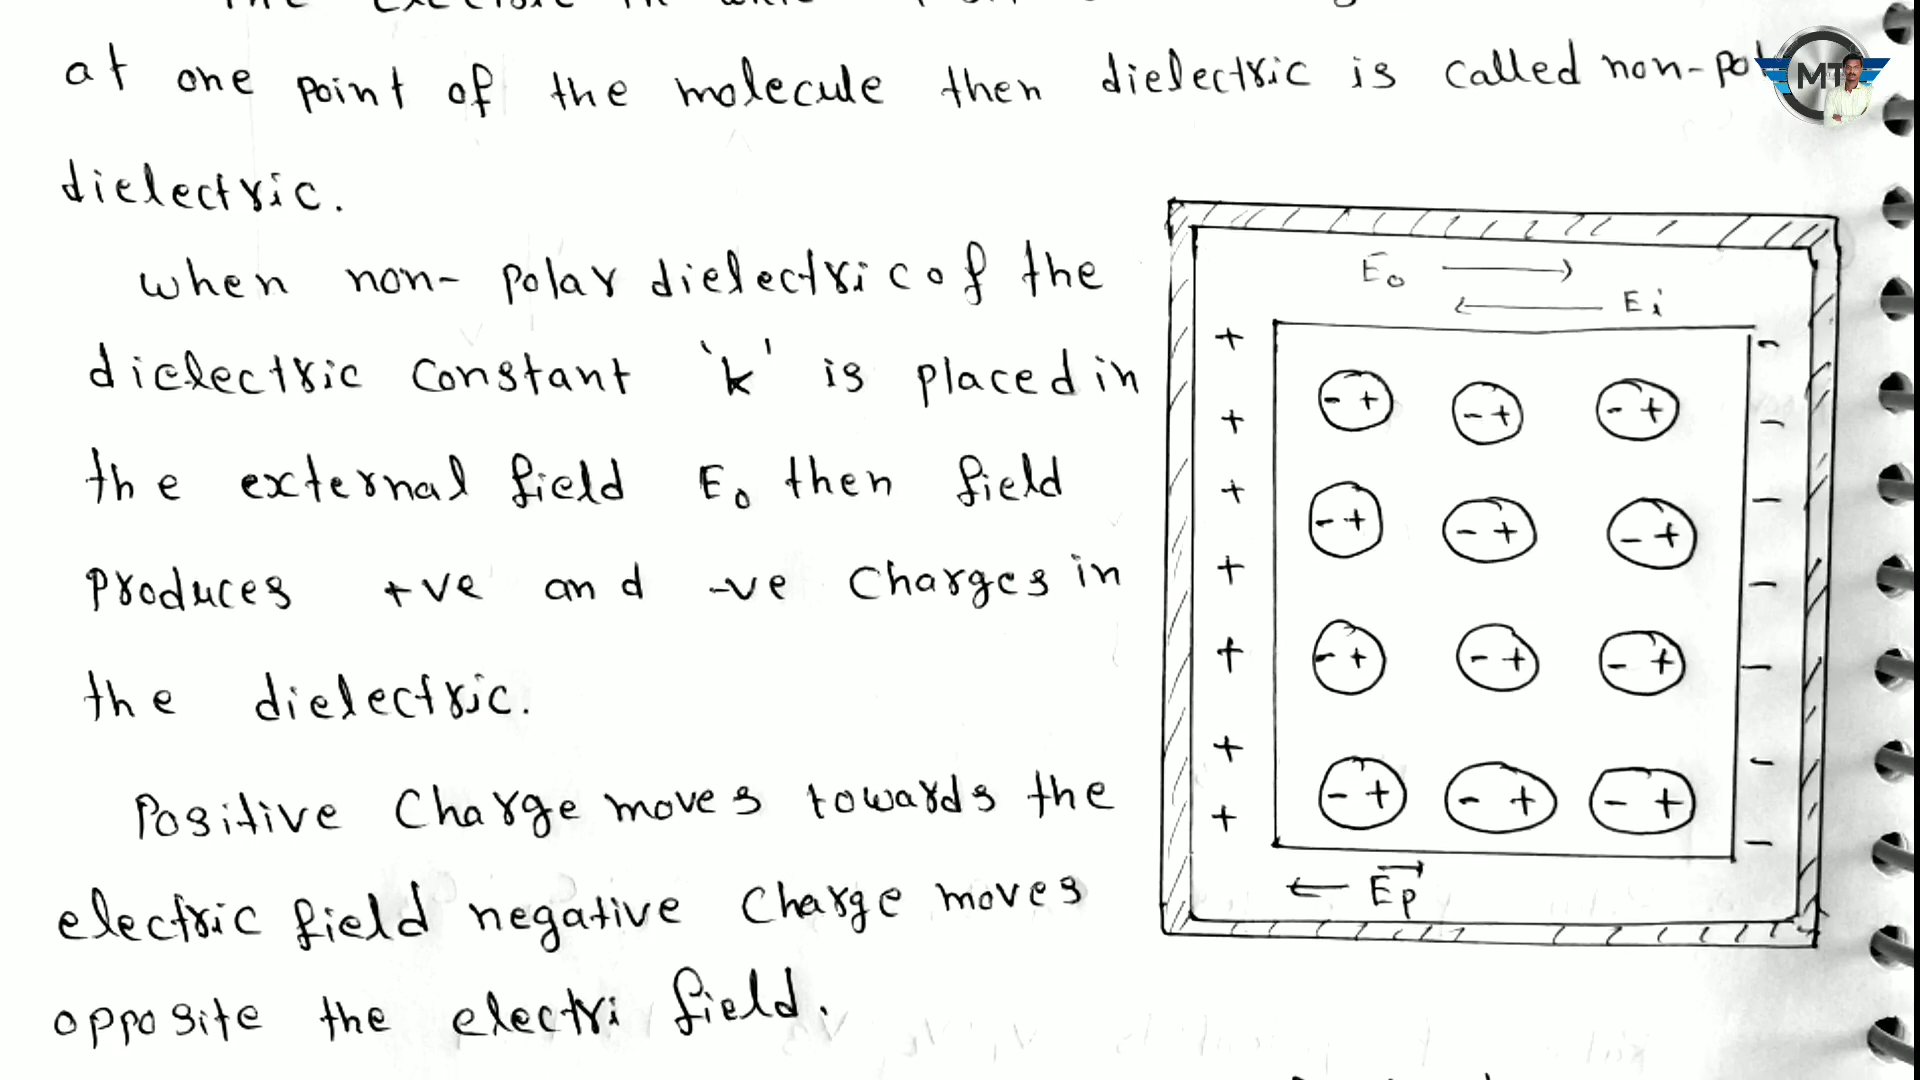 at one point of the molecule then dielectric is called non-pol
dielectric.
when non-polar dielectric of the
dielectric constant 'k' is placed in
the external field E₀ then field
produces +ve and -ve charges in
the dielectric.
Positive charge moves towards the
electric field negative charge moves
opposite the electri field.
E₀
Ei
+ - + - + - + -
+ - + - + -
+ - + - + -
+ - + - + -
Ep
MT